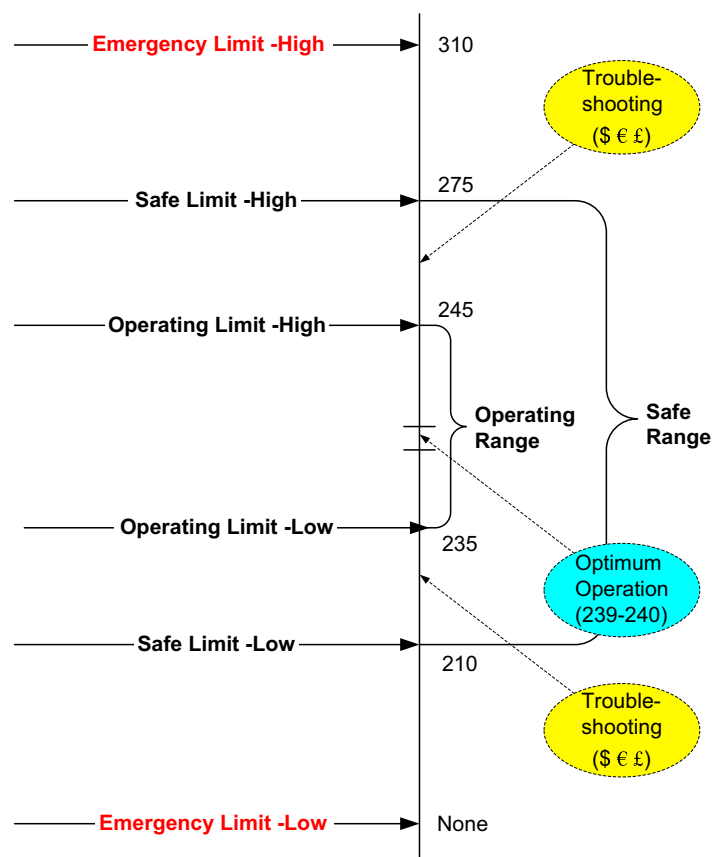 Emergency Limit -High
310
Trouble-
shooting
($ € £)
Safe Limit -High
275
Operating Limit -High
245
Operating
Range
Safe
Range
Operating Limit -Low
235
Optimum
Operation
(239-240)
Safe Limit -Low
210
Trouble-
shooting
($ € £)
Emergency Limit -Low
None